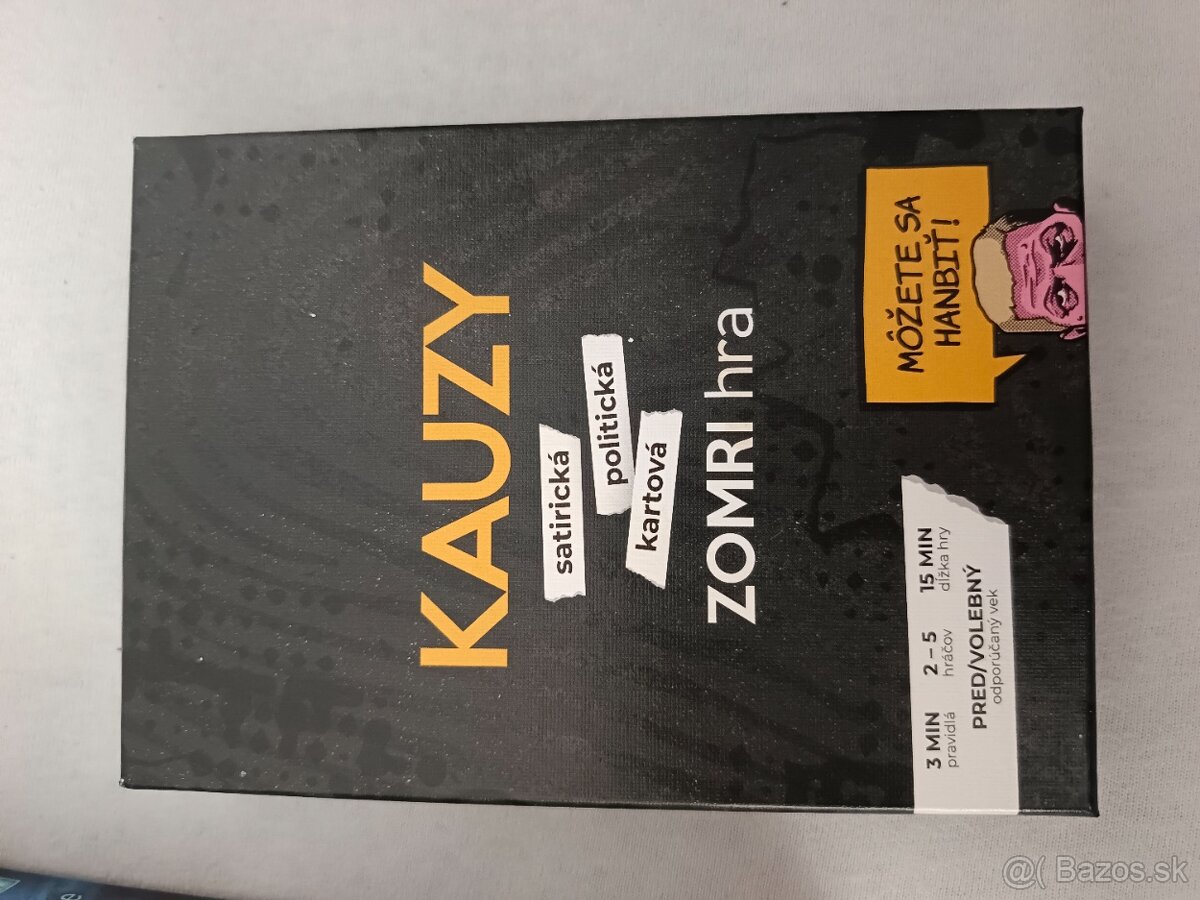 KAUZY
satirická
politická
kartová
ZOMRI hra
MÔŽETE SA
HANBIŤ!
3 MIN 2 – 5 15 MIN
pravidlá hráčov dĺžka hry
PRED/VOLEBNÝ
odporúčaný vek
@( Bazos.sk